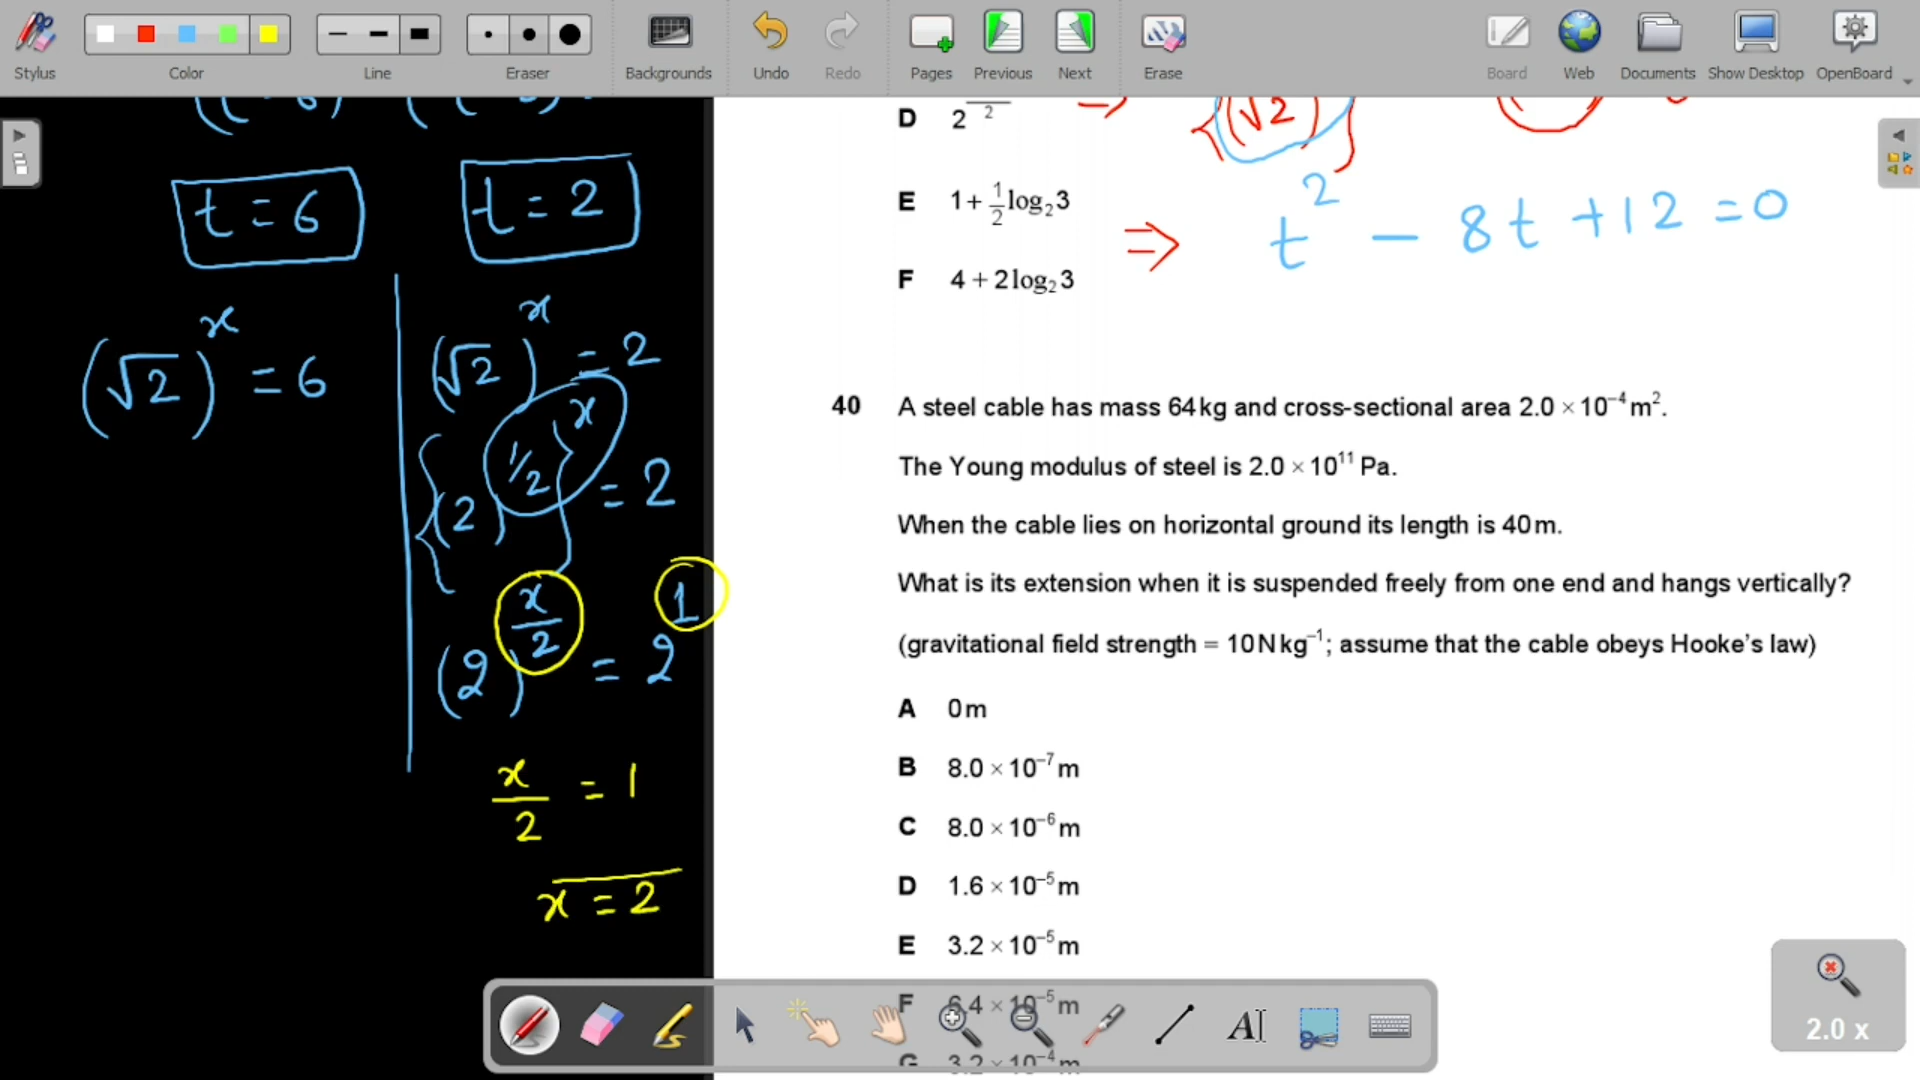 Stylus
Color
Line
Eraser
Backgrounds
Undo
Redo
Pages
Previous
Next
Erase
Board
Web
Documents
Show Desktop
OpenBoard
t = 6
t = 2
(√2)^x = 6
(√2)^x = 2
{(2)^1/2}^x = 2
(2)^x/2 = 2^1
x/2 = 1
x = 2
D 2
2
(√2)
E 1 + 1/2 log₂3
⇒ t² - 8t + 12 = 0
F 4 + 2 log₂3
40 A steel cable has mass 64 kg and cross-sectional area 2.0 × 10⁻⁴ m².
The Young modulus of steel is 2.0 × 10¹¹ Pa.
When the cable lies on horizontal ground its length is 40 m.
What is its extension when it is suspended freely from one end and hangs vertically?
(gravitational field strength = 10 N kg⁻¹; assume that the cable obeys Hooke's law)
A 0 m
B 8.0 × 10⁻⁷ m
C 8.0 × 10⁻⁶ m
D 1.6 × 10⁻⁵ m
E 3.2 × 10⁻⁵ m
F 6.4 × 10⁻⁵ m
G 3.2 × 10⁻⁴ m
2.0 x